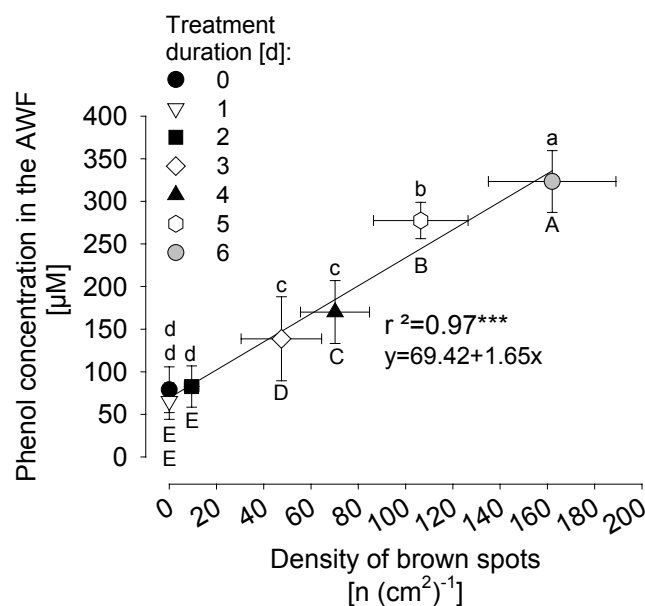 Treatment
duration [d]:
0
1
2
3
4
5
6
Phenol concentration in the AWF
[µM]
400
350
300
250
200
150
100
50
0
a
A
b
B
c
C
c
D
d
d
d
E
E
E
r ²=0.97***
y=69.42+1.65x
0
20
40
60
80
100
120
140
160
180
200
Density of brown spots
[n (cm²)⁻¹]